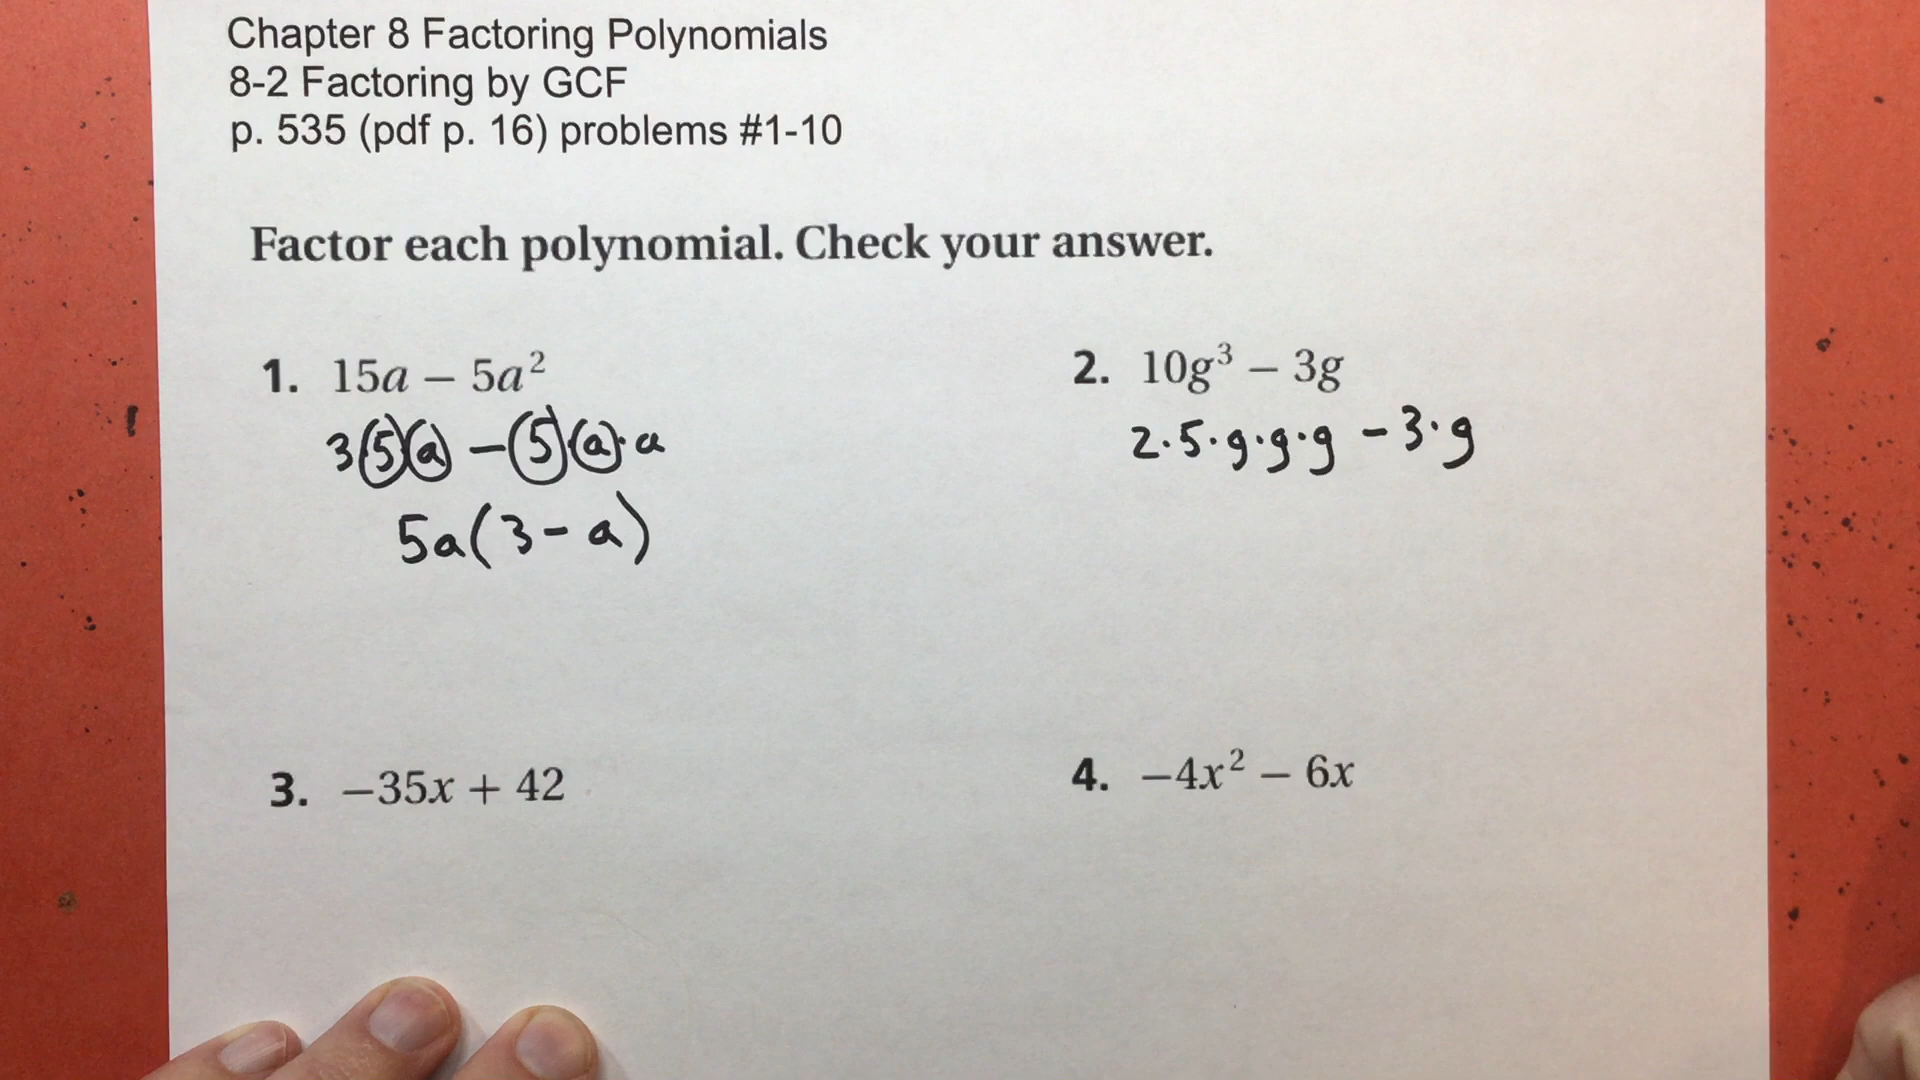 Chapter 8 Factoring Polynomials
8-2 Factoring by GCF
p. 535 (pdf p. 16) problems #1-10
Factor each polynomial. Check your answer.
1. 15a − 5a²
3(5)(a) − (5)(a)·a
5a(3 − a)
2. 10g³ − 3g
2·5·g·g·g − 3·g
3. −35x + 42
4. −4x² − 6x